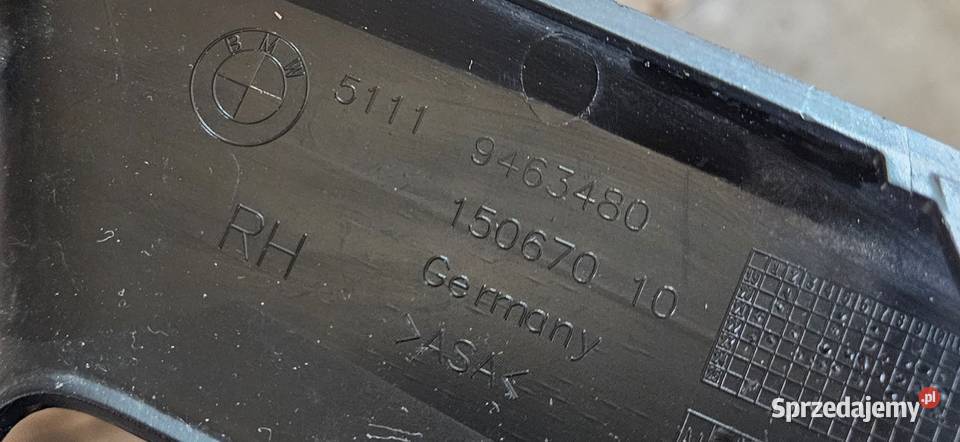 BMW
5111 9463480
150670 10
RH
Germany
>ASA<
Sprzedajemy.pl